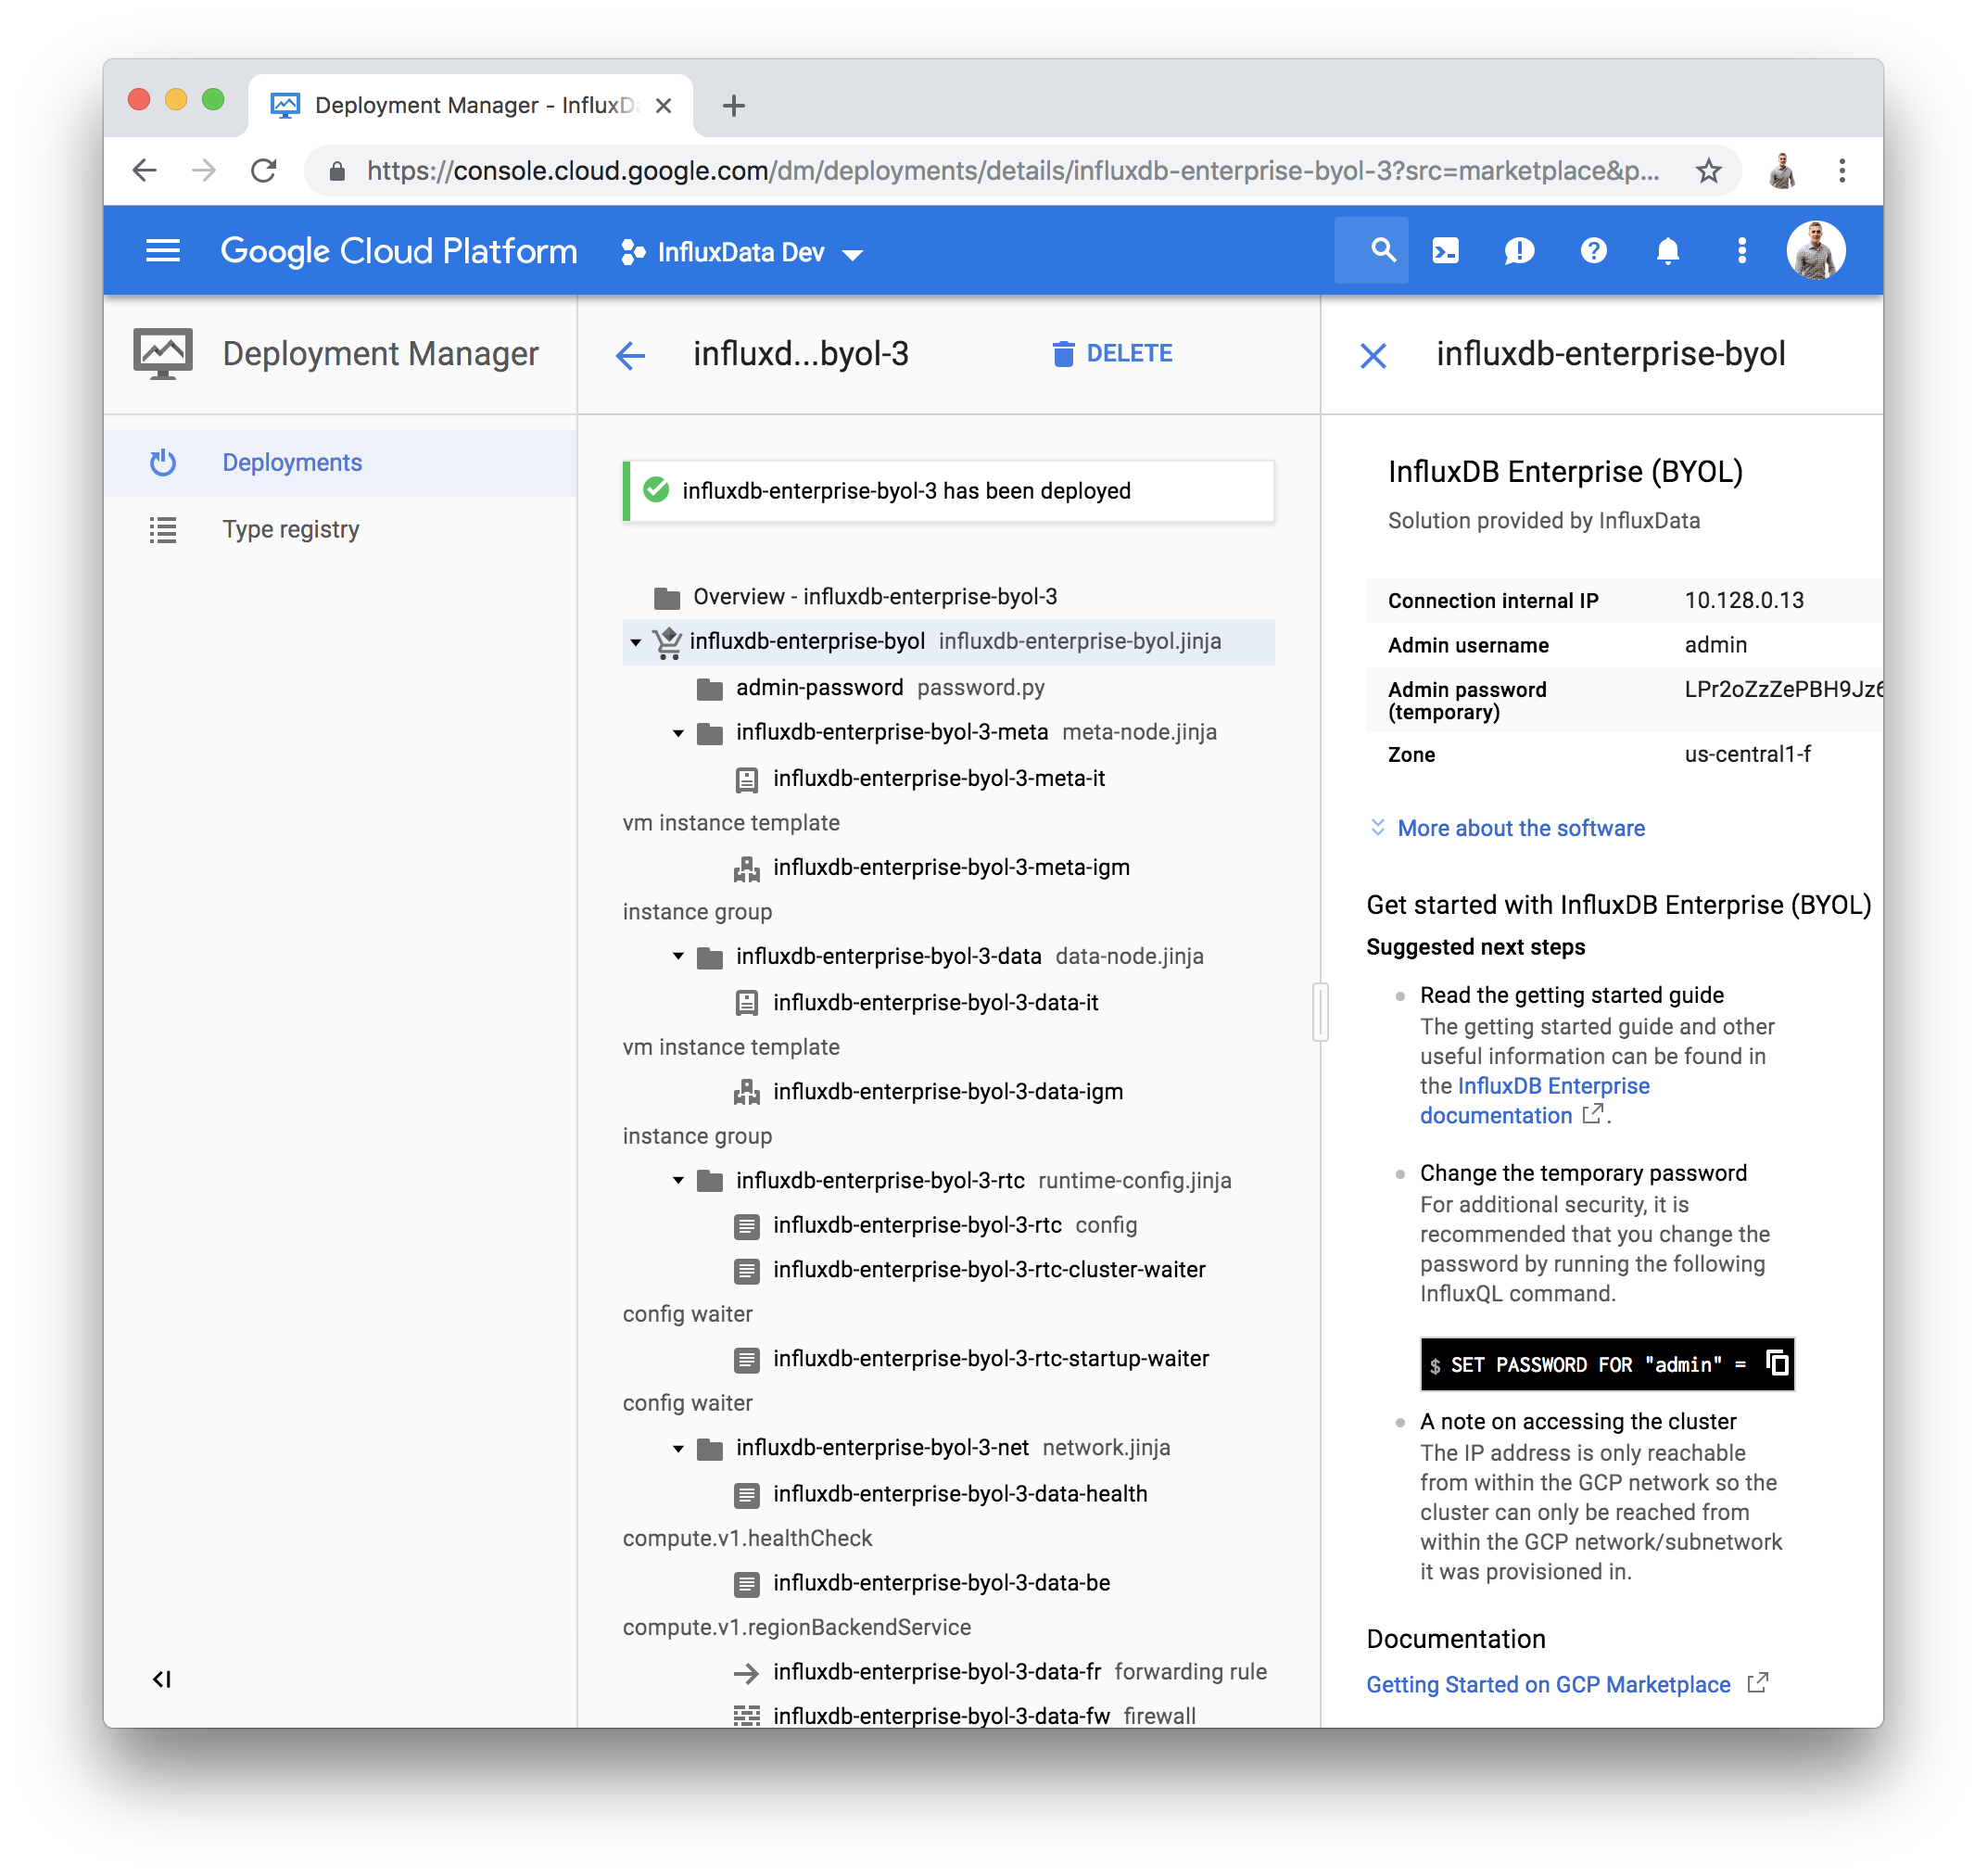 Deployment Manager - InfluxD
https://console.cloud.google.com/dm/deployments/details/influxdb-enterprise-byol-3?src=marketplace&p...
Google Cloud Platform
InfluxData Dev
Deployment Manager
influxd...byol-3
DELETE
influxdb-enterprise-byol
Deployments
Type registry
influxdb-enterprise-byol-3 has been deployed
Overview - influxdb-enterprise-byol-3
influxdb-enterprise-byol influxdb-enterprise-byol.jinja
admin-password password.py
influxdb-enterprise-byol-3-meta meta-node.jinja
influxdb-enterprise-byol-3-meta-it
vm instance template
influxdb-enterprise-byol-3-meta-igm
instance group
influxdb-enterprise-byol-3-data data-node.jinja
influxdb-enterprise-byol-3-data-it
vm instance template
influxdb-enterprise-byol-3-data-igm
instance group
influxdb-enterprise-byol-3-rtc runtime-config.jinja
influxdb-enterprise-byol-3-rtc config
influxdb-enterprise-byol-3-rtc-cluster-waiter
config waiter
influxdb-enterprise-byol-3-rtc-startup-waiter
config waiter
influxdb-enterprise-byol-3-net network.jinja
influxdb-enterprise-byol-3-data-health
compute.v1.healthCheck
influxdb-enterprise-byol-3-data-be
compute.v1.regionBackendService
influxdb-enterprise-byol-3-data-fr forwarding rule
influxdb-enterprise-byol-3-data-fw firewall
InfluxDB Enterprise (BYOL)
Solution provided by InfluxData
Connection internal IP 10.128.0.13
Admin username admin
Admin password LPr2oZzZePBH9Jz6
(temporary)
Zone us-central1-f
More about the software
Get started with InfluxDB Enterprise (BYOL)
Suggested next steps
Read the getting started guide
The getting started guide and other
useful information can be found in
the InfluxDB Enterprise
documentation .
Change the temporary password
For additional security, it is
recommended that you change the
password by running the following
InfluxQL command.
$ SET PASSWORD FOR "admin" =
A note on accessing the cluster
The IP address is only reachable
from within the GCP network so the
cluster can only be reached from
within the GCP network/subnetwork
it was provisioned in.
Documentation
Getting Started on GCP Marketplace